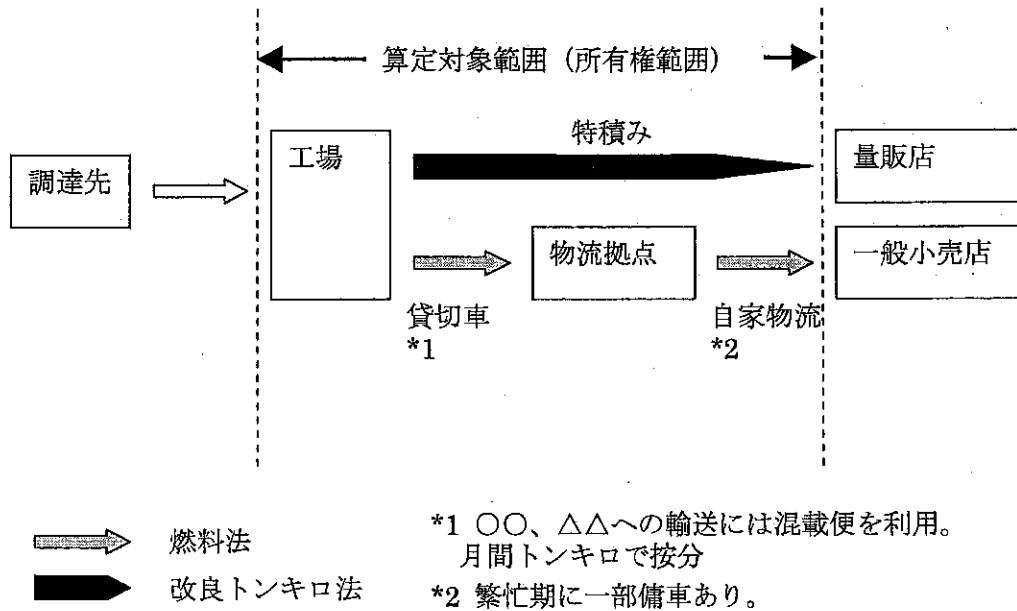 算定対象範囲（所有権範囲）
調達先
工場
特積み
量販店
物流拠点
一般小売店
貸切車
*1
自家物流
*2
燃料法
改良トンキロ法
*1 〇〇、△△への輸送には混載便を利用。
月間トンキロで按分
*2 繁忙期に一部傭車あり。